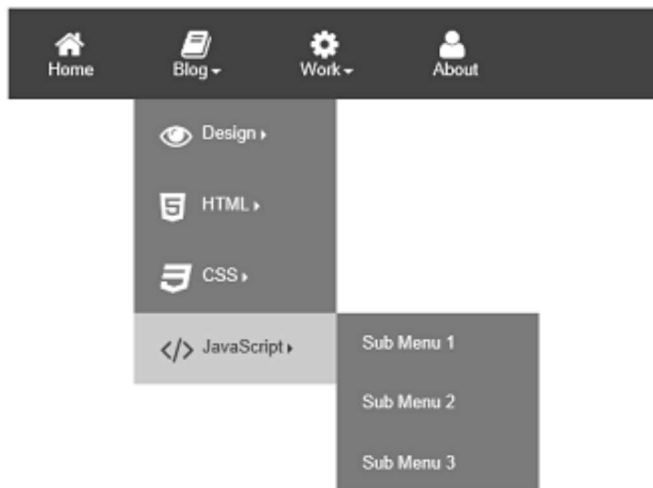 Home Blog Work About
Design
HTML
CSS
JavaScript
Sub Menu 1
Sub Menu 2
Sub Menu 3